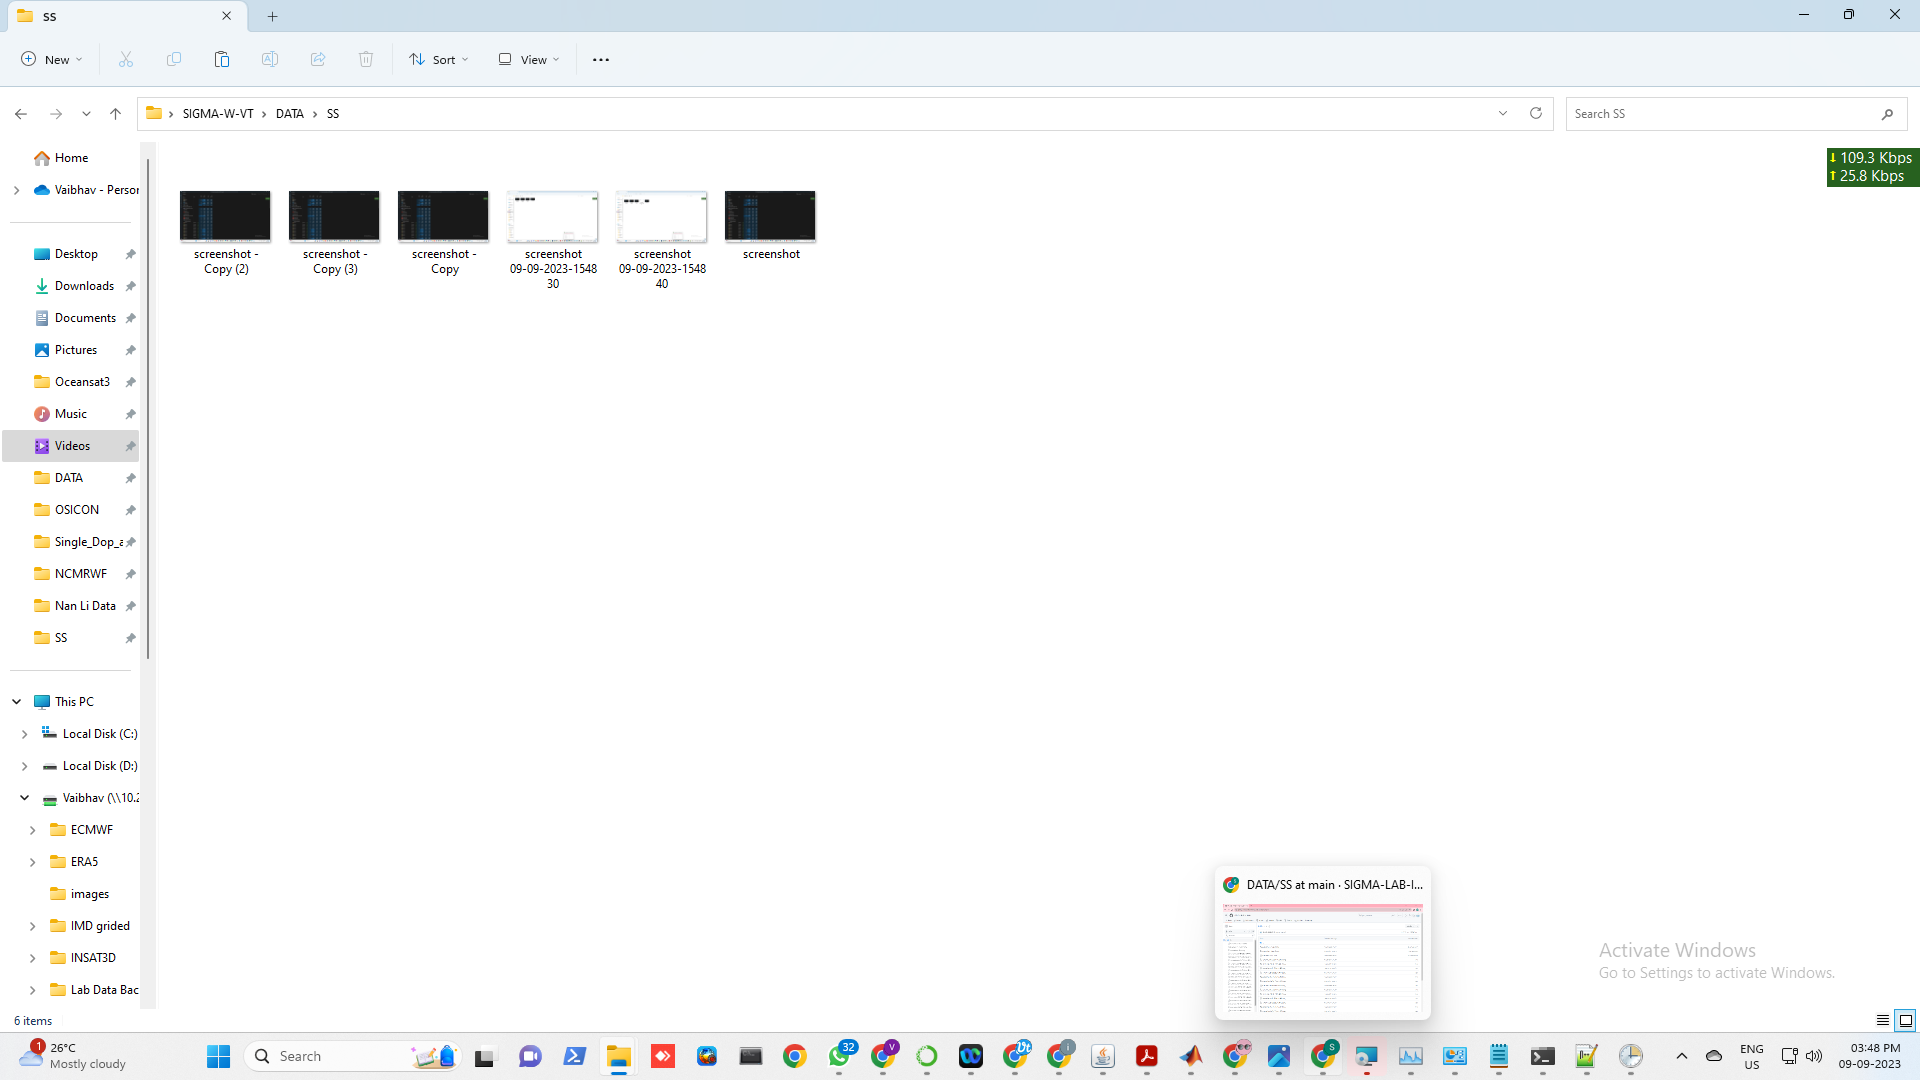 SS
New
Sort
View
SIGMA-W-VT
DATA
SS
Search SS
Home
Vaibhav - Person
109.3 Kbps
25.8 Kbps
Desktop
Downloads
Documents
Pictures
Oceansat3
Music
Videos
DATA
OSICON
Single_Dop_a
NCMRWF
Nan Li Data
SS
screenshot -
Copy (2)
screenshot -
Copy (3)
screenshot -
Copy
screenshot
09-09-2023-1548
30
screenshot
09-09-2023-1548
40
screenshot
This PC
Local Disk (C:)
Local Disk (D:)
Vaibhav (\\10.2
ECMWF
ERA5
images
IMD grided
INSAT3D
Lab Data Bac
6 items
DATA/SS at main · SIGMA-LAB-I...
Activate Windows
Go to Settings to activate Windows.
1
26°C
Mostly cloudy
Search
32
V
i
S
ENG
US
03:48 PM
09-09-2023